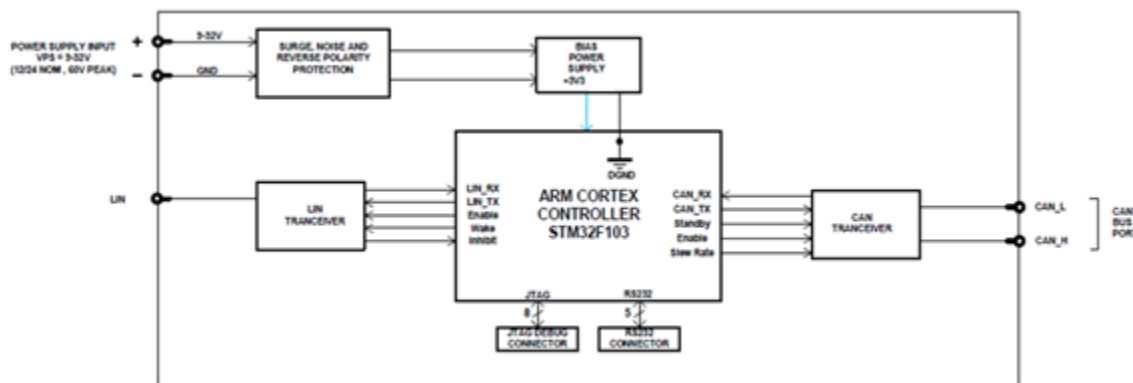 POWER SUPPLY INPUT
VPS = 9-32V
(12/24 NOM , 60V PEAK)
+
−
9-32V
GND
SURGE, NOISE AND
REVERSE POLARITY
PROTECTION
BIAS
POWER
SUPPLY
+3V3
DGND
LIN
LIN
TRANCEIVER
LIN_RX
LIN_TX
Enable
Wake
Inhibit
ARM CORTEX
CONTROLLER
STM32F103
CAN_RX
CAN_TX
Standby
Enable
Slew Rate
CAN
TRANCEIVER
CAN_L
CAN_H
CAN
BUS
PORT
JTAG
RS232
8
5
JTAG DEBUG
CONNECTOR
RS232
CONNECTOR